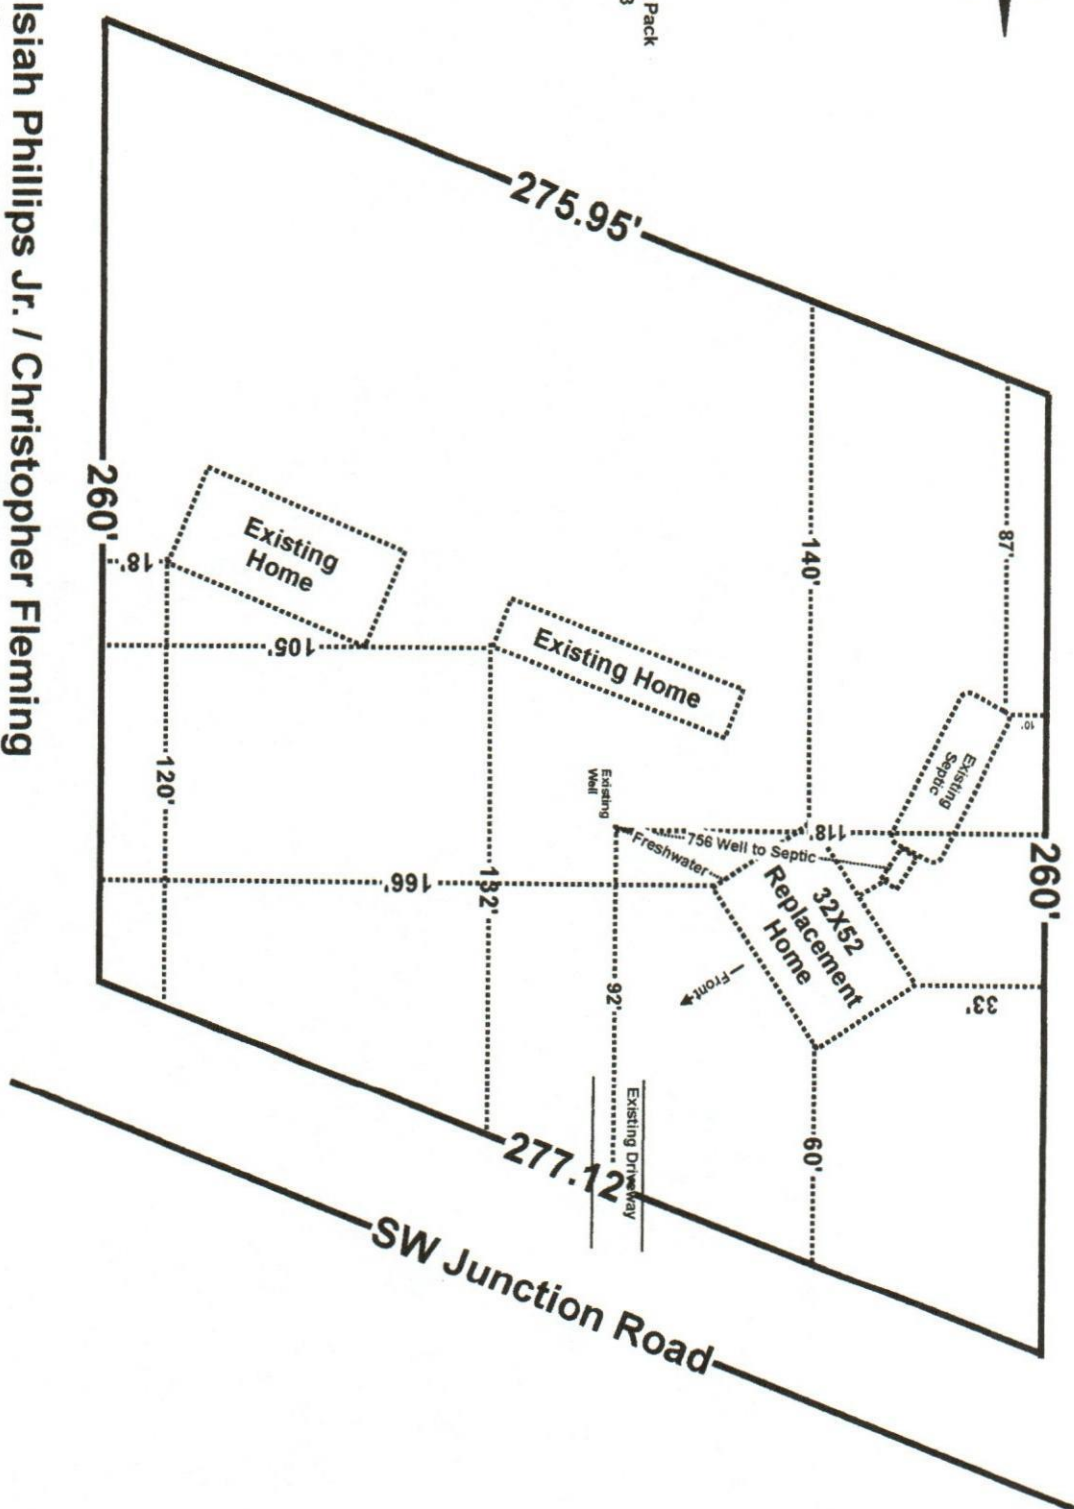 Pack
275.95'
87'
140'
10'
Existing
Septic
260'
18'
Existing
Home
Existing Home
105'
120'
Existing
Well
756 Well to Septic
Freshwater
118'
260'
32X52
Replacement
Home
Front
33'
166'
132'
92'
60'
Existing Driveway
277.12'
SW Junction Road
Isiah Phillips Jr. / Christopher Fleming